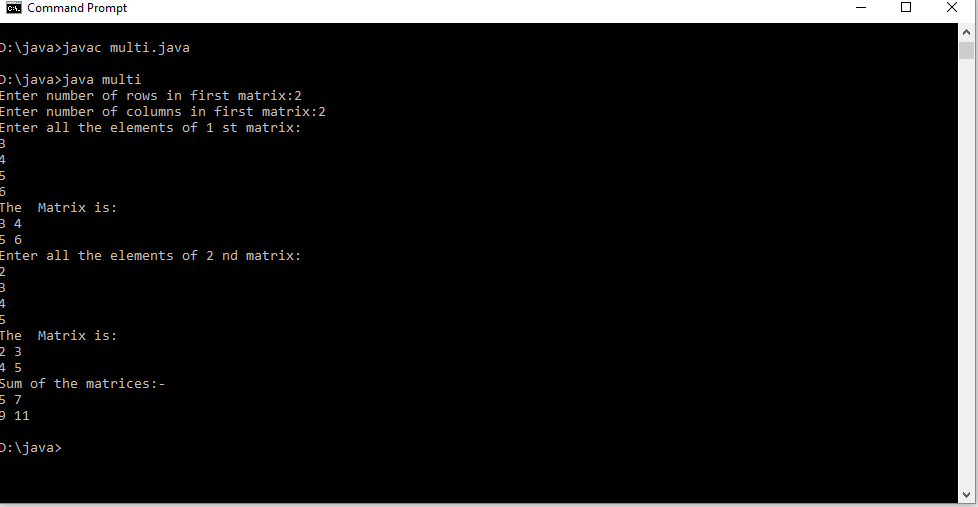 Command Prompt
D:\java>javac multi.java
D:\java>java multi
Enter number of rows in first matrix:2
Enter number of columns in first matrix:2
Enter all the elements of 1 st matrix:
3
4
5
6
The  Matrix is:
3 4
5 6
Enter all the elements of 2 nd matrix:
2
3
4
5
The  Matrix is:
2 3
4 5
Sum of the matrices:-
5 7
9 11
D:\java>